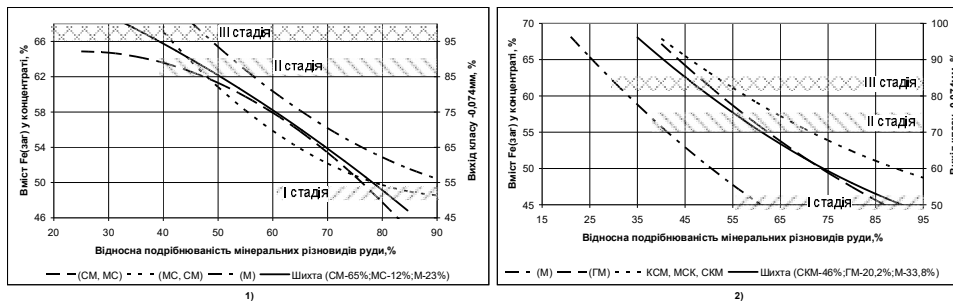 Вміст Fe(заг) у концентраті, %
66
62
58
54
50
46
III стадія
II стадія
I стадія
95
85
75
65
55
45
Вихід класу -0,074мм, %
20 30 40 50 60 70 80 90
Відносна подрібнюваність мінеральних різновидів руди,%
(СМ, МС) (МС, СМ) (М) Шихта (СМ-65%;МС-12%;М-23%)
1)
Вміст Fe(заг) у концентраті, %
70
65
60
55
50
45
III стадія
II стадія
I стадія
100
90
80
70
60
50
Вихід класу -0,074мм, %
15 25 35 45 55 65 75 85 95
Відносна подрібнюваність мінеральних різновидів руди,%
(М) (ГМ) КСМ, МСК, СКМ Шихта (СКМ-46%;ГМ-20,2%;М-33,8%)
2)